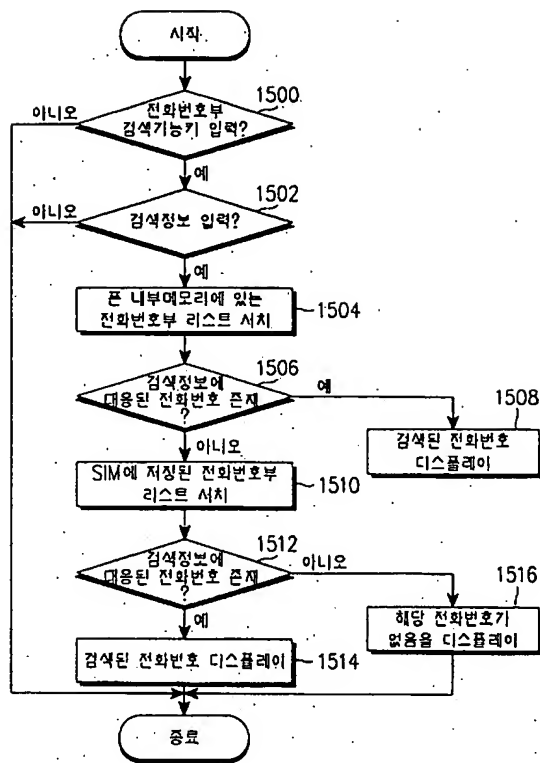 시작
1500
전화번호부
검색기능키 입력?
아니오
예
1502
검색정보 입력?
아니오
예
폰 내부메모리에 있는
전화번호부 리스트 서치
1504
1506
검색정보에
대응된 전화번호 존재
?
예
아니오
1508
검색된 전화번호
디스플레이
SIM에 저장된 전화번호부
리스트 서치
1510
1512
검색정보에
대응된 전화번호 존재
?
아니오
예
1516
해당 전화번호가
없음을 디스플레이
검색된 전화번호 디스플레이
1514
종료